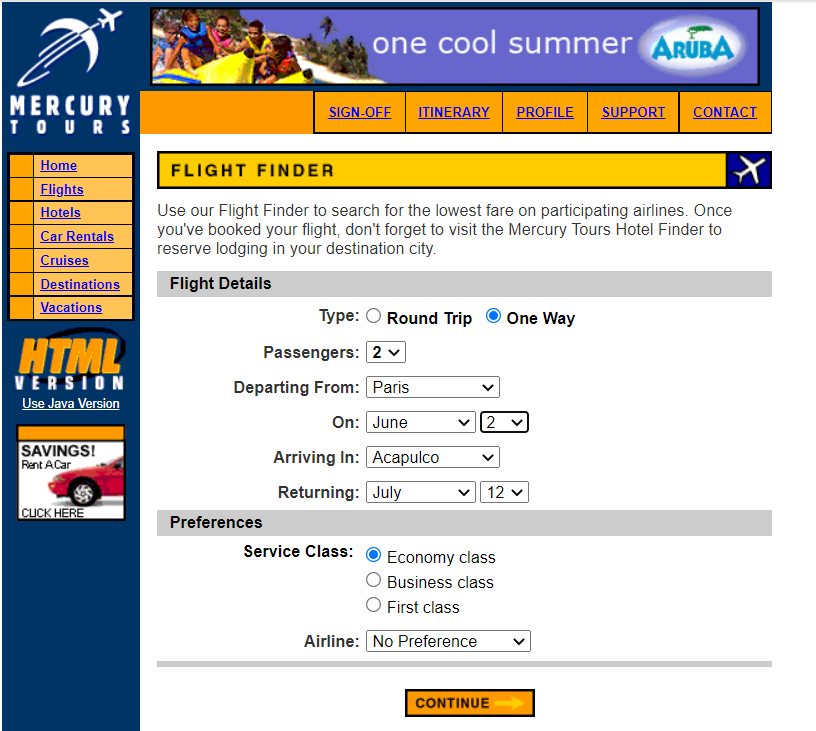 one cool summer ARUBA
MERCURY
TOURS
SIGN-OFF ITINERARY PROFILE SUPPORT CONTACT
Home
Flights
Hotels
Car Rentals
Cruises
Destinations
Vacations
HTML
VERSION
Use Java Version
SAVINGS!
Rent A Car
CLICK HERE
FLIGHT FINDER
Use our Flight Finder to search for the lowest fare on participating airlines. Once
you've booked your flight, don't forget to visit the Mercury Tours Hotel Finder to
reserve lodging in your destination city.
Flight Details
Type: Round Trip One Way
Passengers: 2
Departing From: Paris
On: June 2
Arriving In: Acapulco
Returning: July 12
Preferences
Service Class: Economy class
Business class
First class
Airline: No Preference
CONTINUE